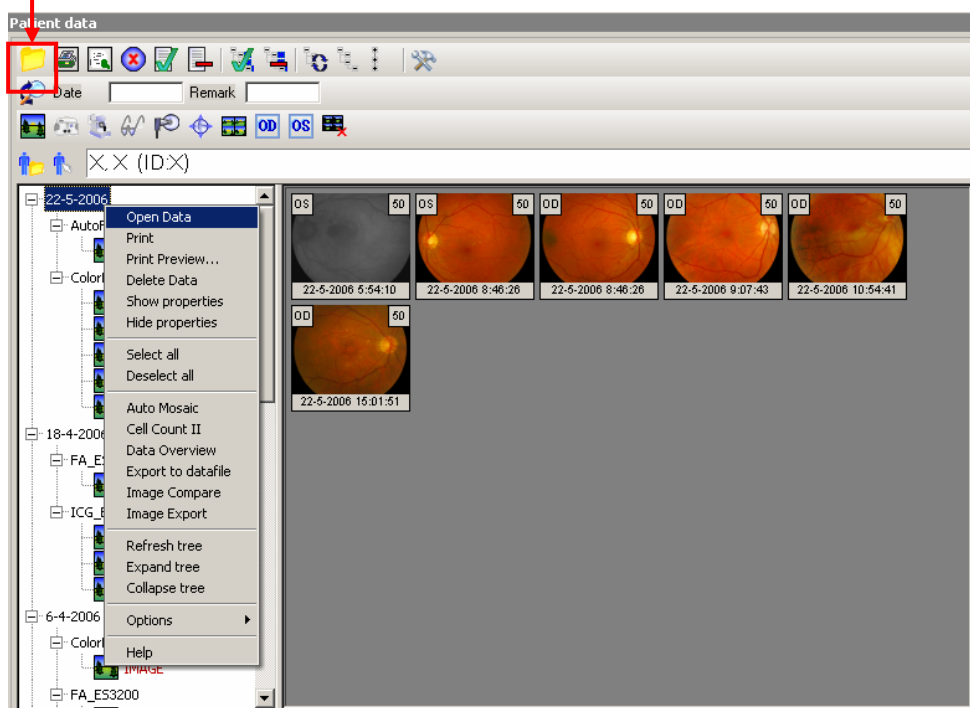 Patient data
Date Remark
OD OS
X, X (ID:X)
22-5-2006
AutoF
Colorl
18-4-2006
FA_ES
ICG_E
6-4-2006
Colorl
IMAGE
FA_ES3200
Open Data
Print
Print Preview...
Delete Data
Show properties
Hide properties
Select all
Deselect all
Auto Mosaic
Cell Count II
Data Overview
Export to datafile
Image Compare
Image Export
Refresh tree
Expand tree
Collapse tree
Options
Help
OS 50
22-5-2006 5:54:10
OS 50
22-5-2006 8:46:26
OD 50
22-5-2006 8:46:26
OD 50
22-5-2006 9:07:43
OD 50
22-5-2006 10:54:41
OD 50
22-5-2006 15:01:51